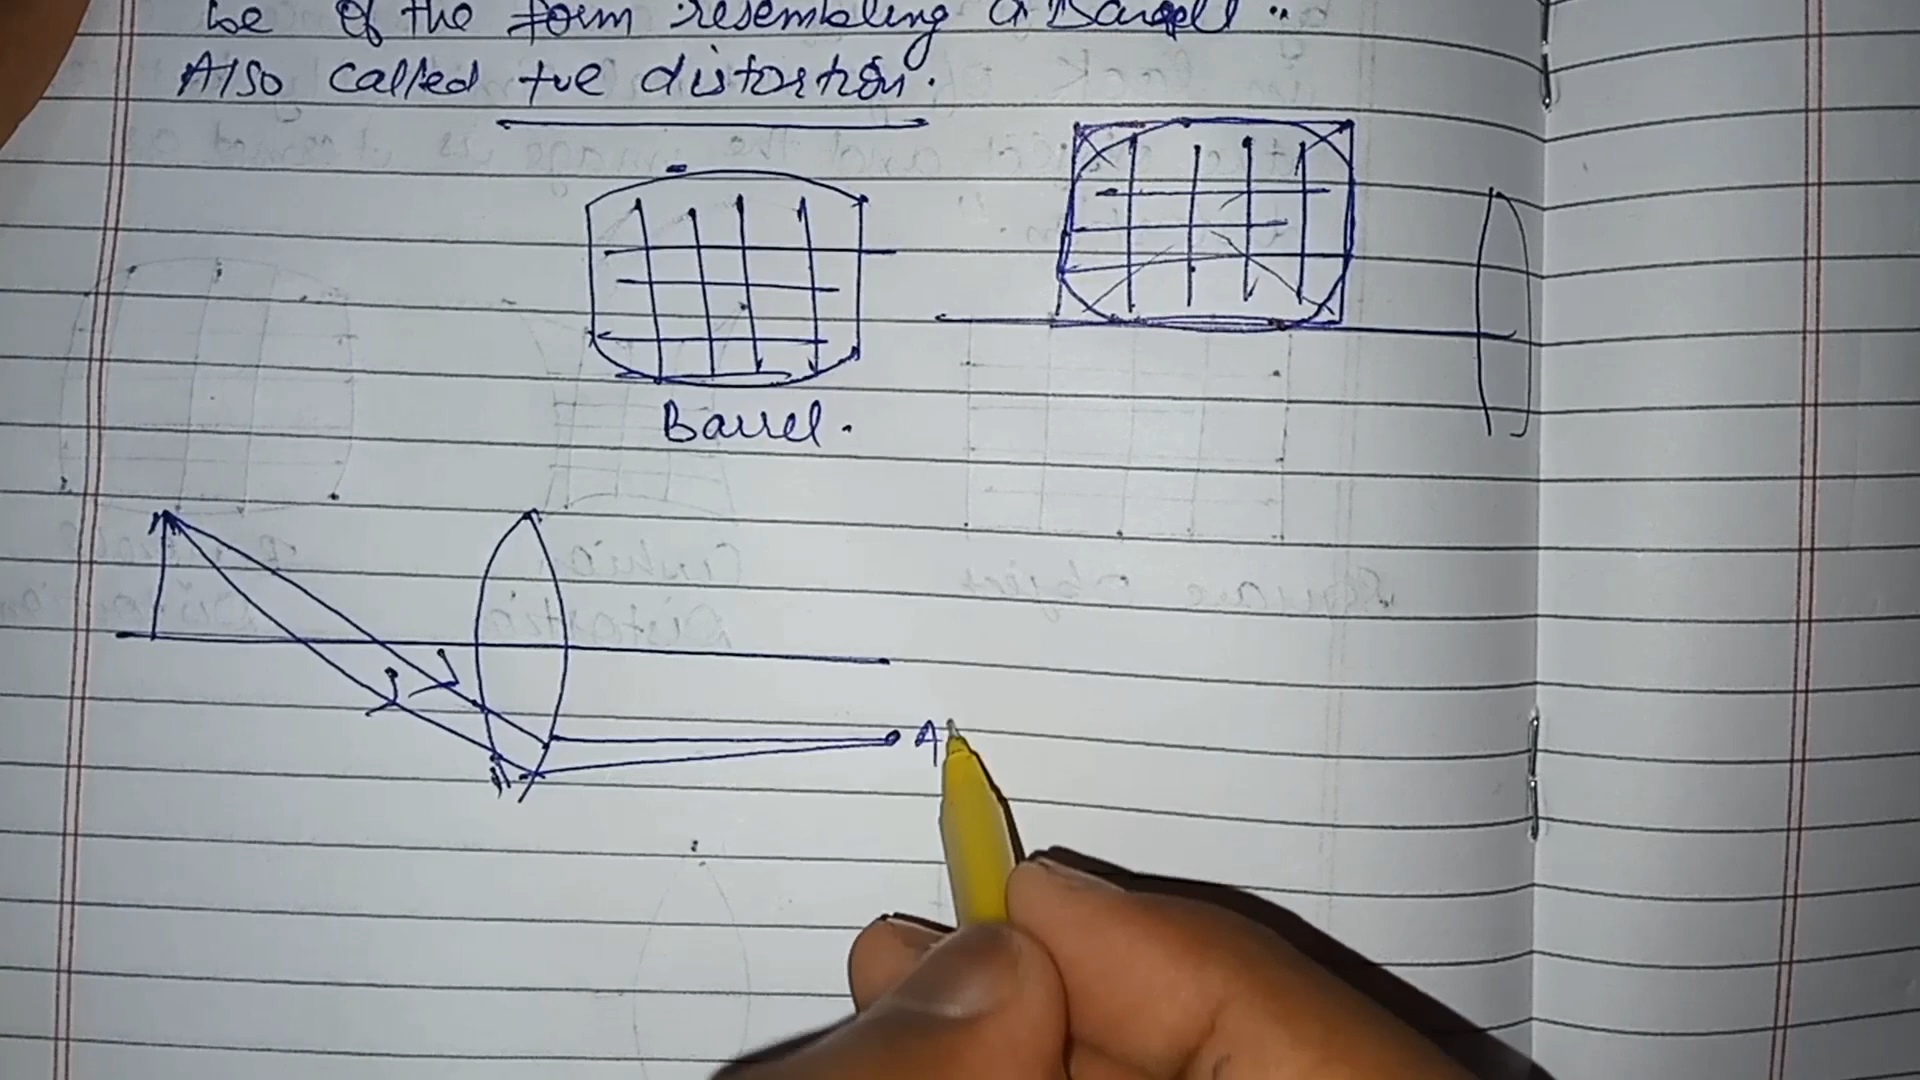 be of the form resembling a Barrel ..
Also called +ve distortion.
Barrel.
A